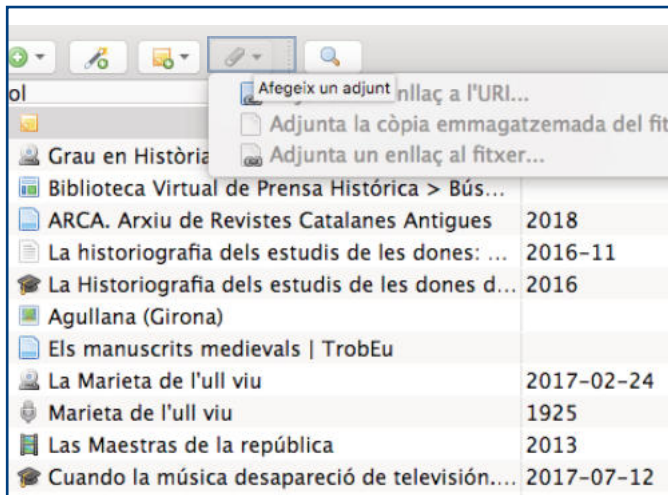 ol
Afegeix un adjunt
nllaç a l'URI...
Adjunta la còpia emmagatzemada del fit
Adjunta un enllaç al fitxer...
Grau en Històri
Biblioteca Virtual de Prensa Histórica > Bús...
ARCA. Arxiu de Revistes Catalanes Antigues 2018
La historiografia dels estudis de les dones: ... 2016-11
La Historiografia dels estudis de les dones d... 2016
Agullana (Girona)
Els manuscrits medievals | TrobEu
La Marieta de l'ull viu 2017-02-24
Marieta de l'ull viu 1925
Las Maestras de la república 2013
Cuando la música desapareció de televisión.... 2017-07-12